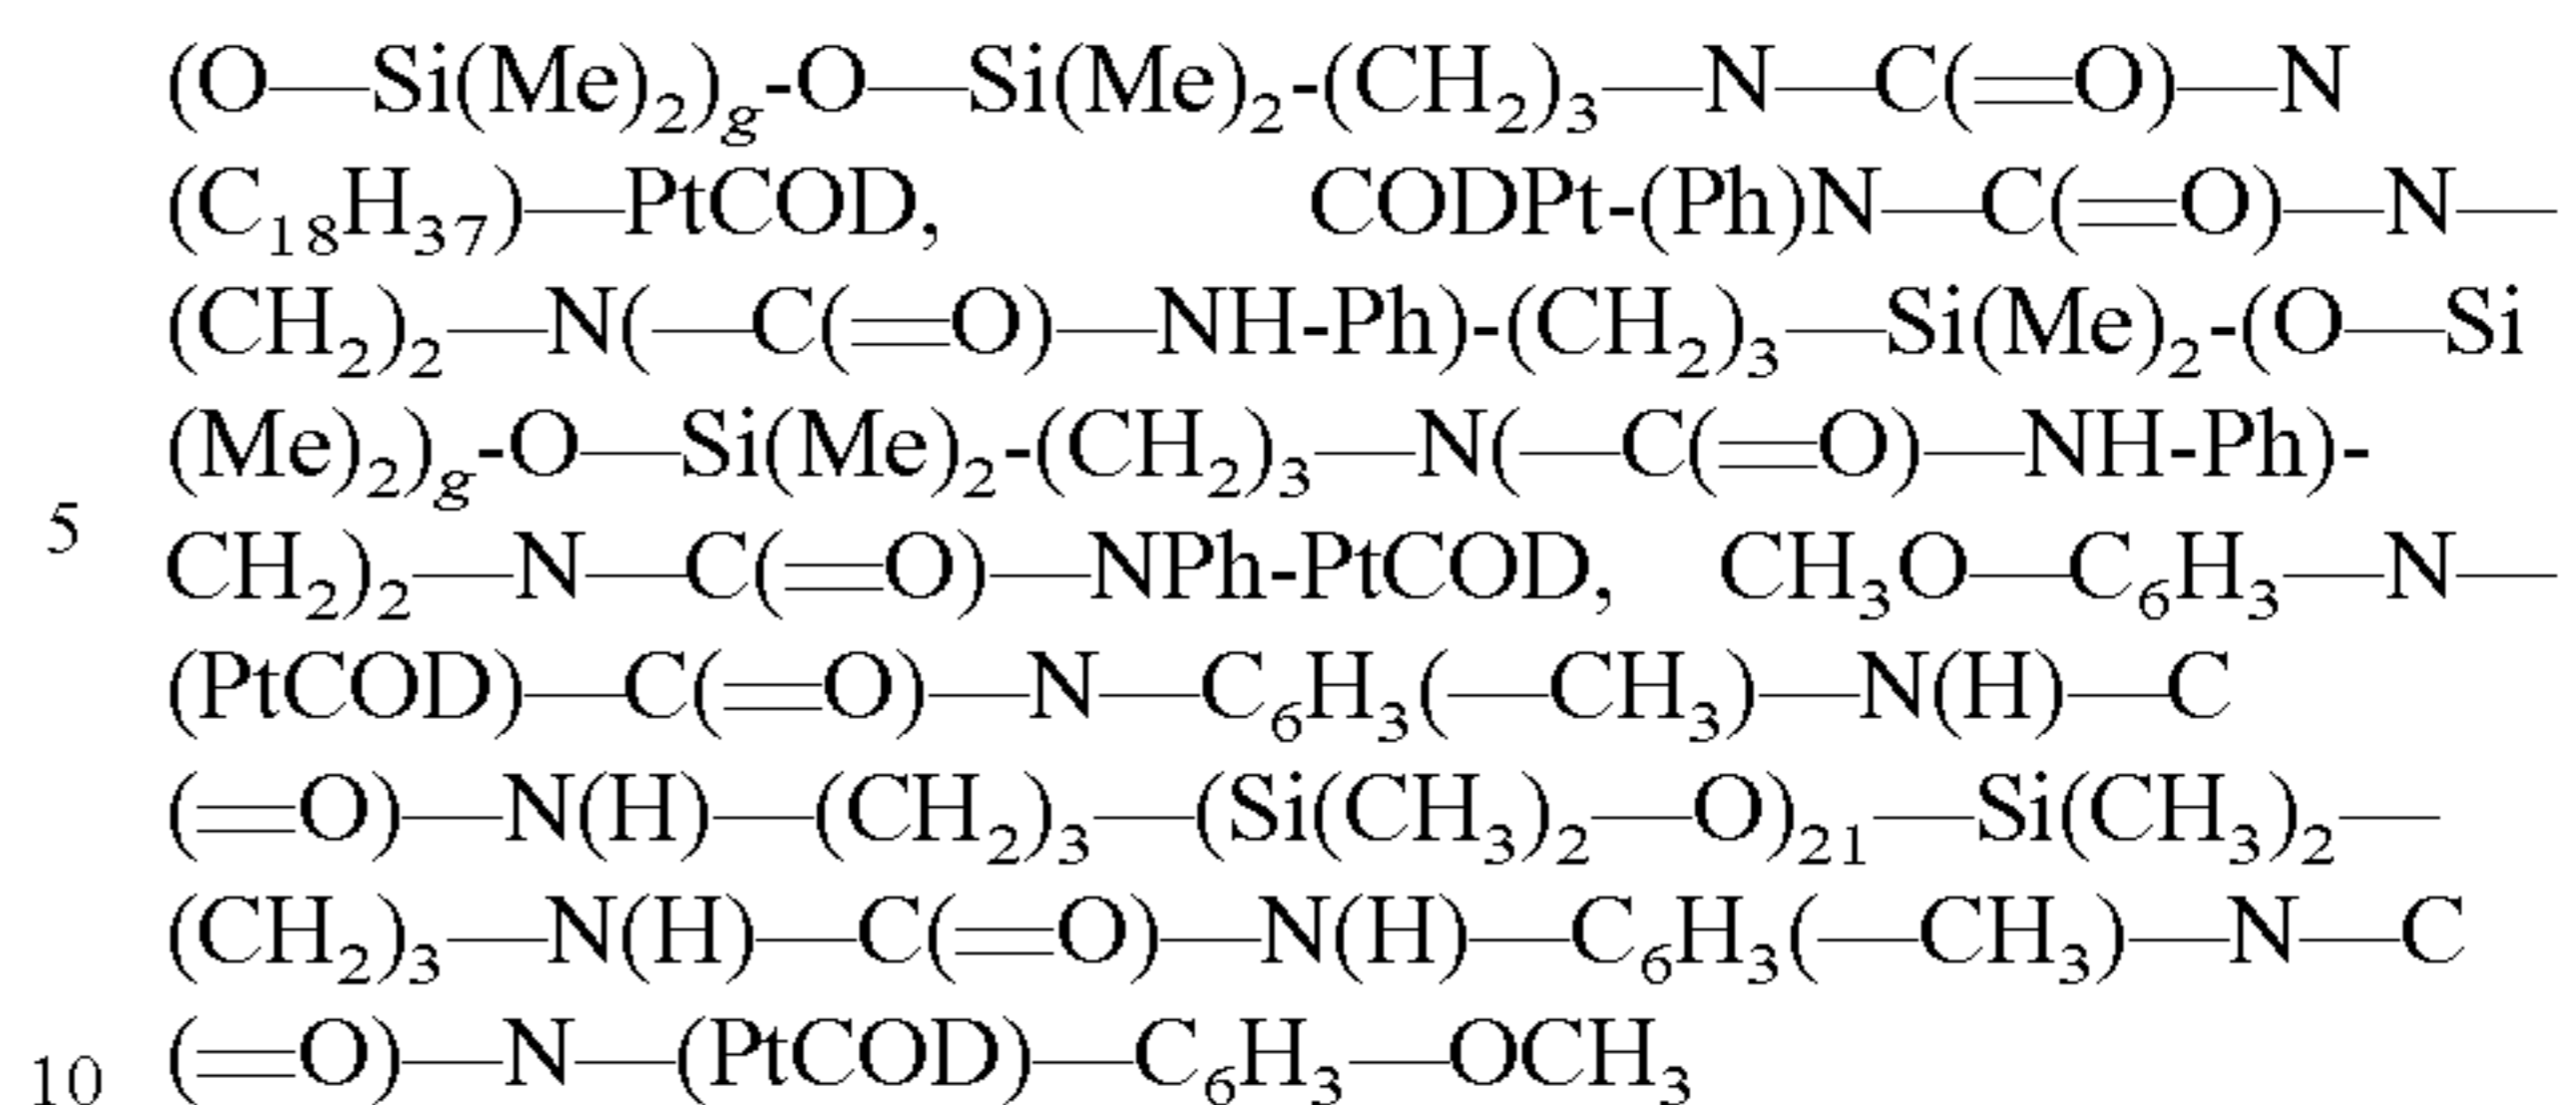 (O—Si(Me)₂)g-O—Si(Me)₂-(CH₂)₃—N—C(=O)—N
(C₁₈H₃₇)—PtCOD, CODPt-(Ph)N—C(=O)—N—
(CH₂)₂—N(—C(=O)—NH-Ph)-(CH₂)₃—Si(Me)₂-(O—Si
(Me)₂)g-O—Si(Me)₂-(CH₂)₃—N(—C(=O)—NH-Ph)-
5
CH₂)₂—N—C(=O)—NPh-PtCOD, CH₃O—C₆H₃—N—
(PtCOD)—C(=O)—N—C₆H₃(—CH₃)—N(H)—C
(=O)—N(H)—(CH₂)₃—(Si(CH₃)₂—O)₂₁—Si(CH₃)₂—
(CH₂)₃—N(H)—C(=O)—N(H)—C₆H₃(—CH₃)—N—C
10 (=O)—N—(PtCOD)—C₆H₃—OCH₃